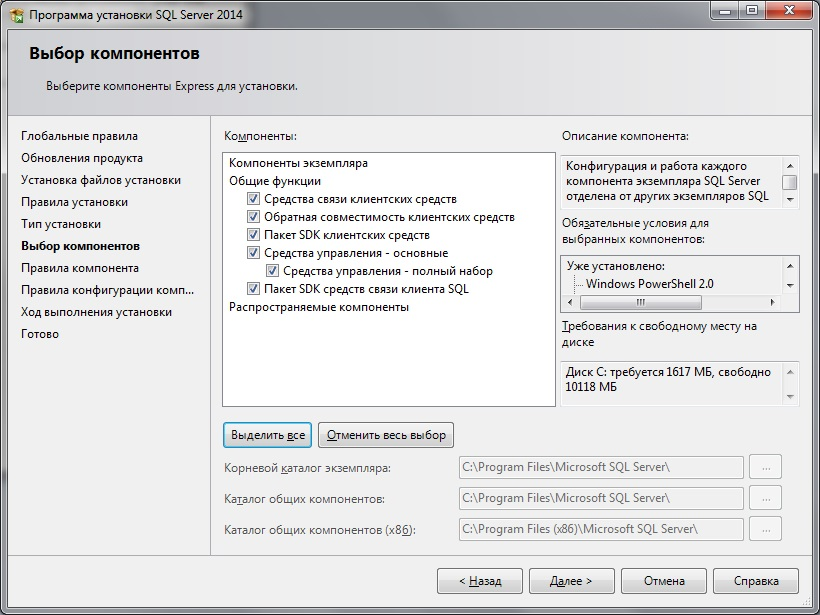 Программа установки SQL Server 2014
Выбор компонентов
Выберите компоненты Express для установки.
Глобальные правила
Обновления продукта
Установка файлов установки
Правила установки
Тип установки
Выбор компонентов
Правила компонента
Правила конфигурации комп...
Ход выполнения установки
Готово
Компоненты:
Компоненты экземпляра
Общие функции
Средства связи клиентских средств
Обратная совместимость клиентских средств
Пакет SDK клиентских средств
Средства управления - основные
Средства управления - полный набор
Пакет SDK средств связи клиента SQL
Распространяемые компоненты
Описание компонента:
Конфигурация и работа каждого
компонента экземпляра SQL Server
отделена от других экземпляров SQL
Обязательные условия для
выбранных компонентов:
Уже установлено:
Windows PowerShell 2.0
Требования к свободному месту на
диске
Диск C: требуется 1617 МБ, свободно
10118 МБ
Выделить все
Отменить весь выбор
Корневой каталог экземпляра:
C:\Program Files\Microsoft SQL Server\
...
Каталог общих компонентов:
C:\Program Files\Microsoft SQL Server\
...
Каталог общих компонентов (x86):
C:\Program Files (x86)\Microsoft SQL Server\
...
< Назад
Далее >
Отмена
Справка